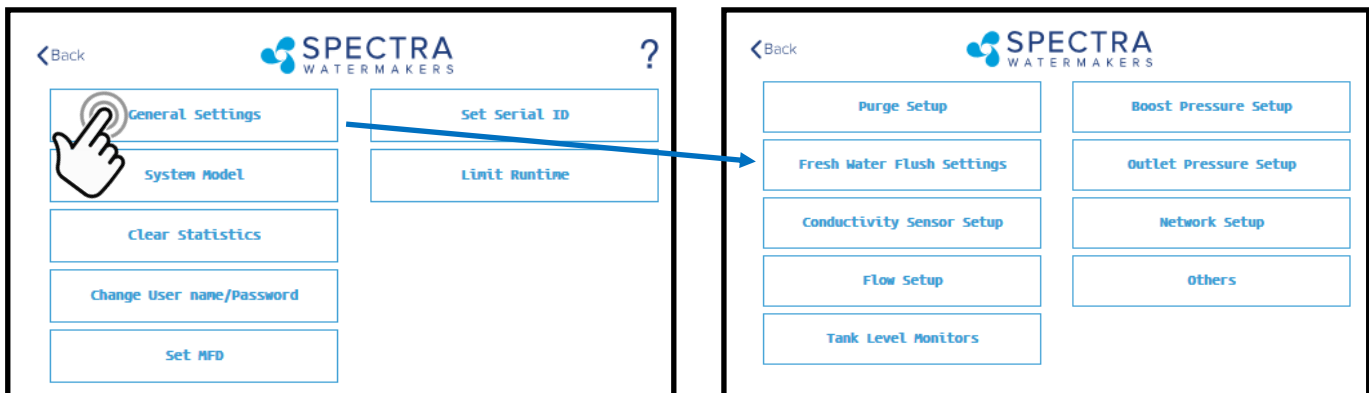 Back
SPECTRA
WATERMAKERS
?
General Settings
Set Serial ID
System Model
Limit Runtime
Clear Statistics
Change User name/Password
Set MFD
Back
SPECTRA
WATERMAKERS
Purge Setup
Boost Pressure Setup
Fresh Water Flush Settings
Outlet Pressure Setup
Conductivity Sensor Setup
Network Setup
Flow Setup
Others
Tank Level Monitors